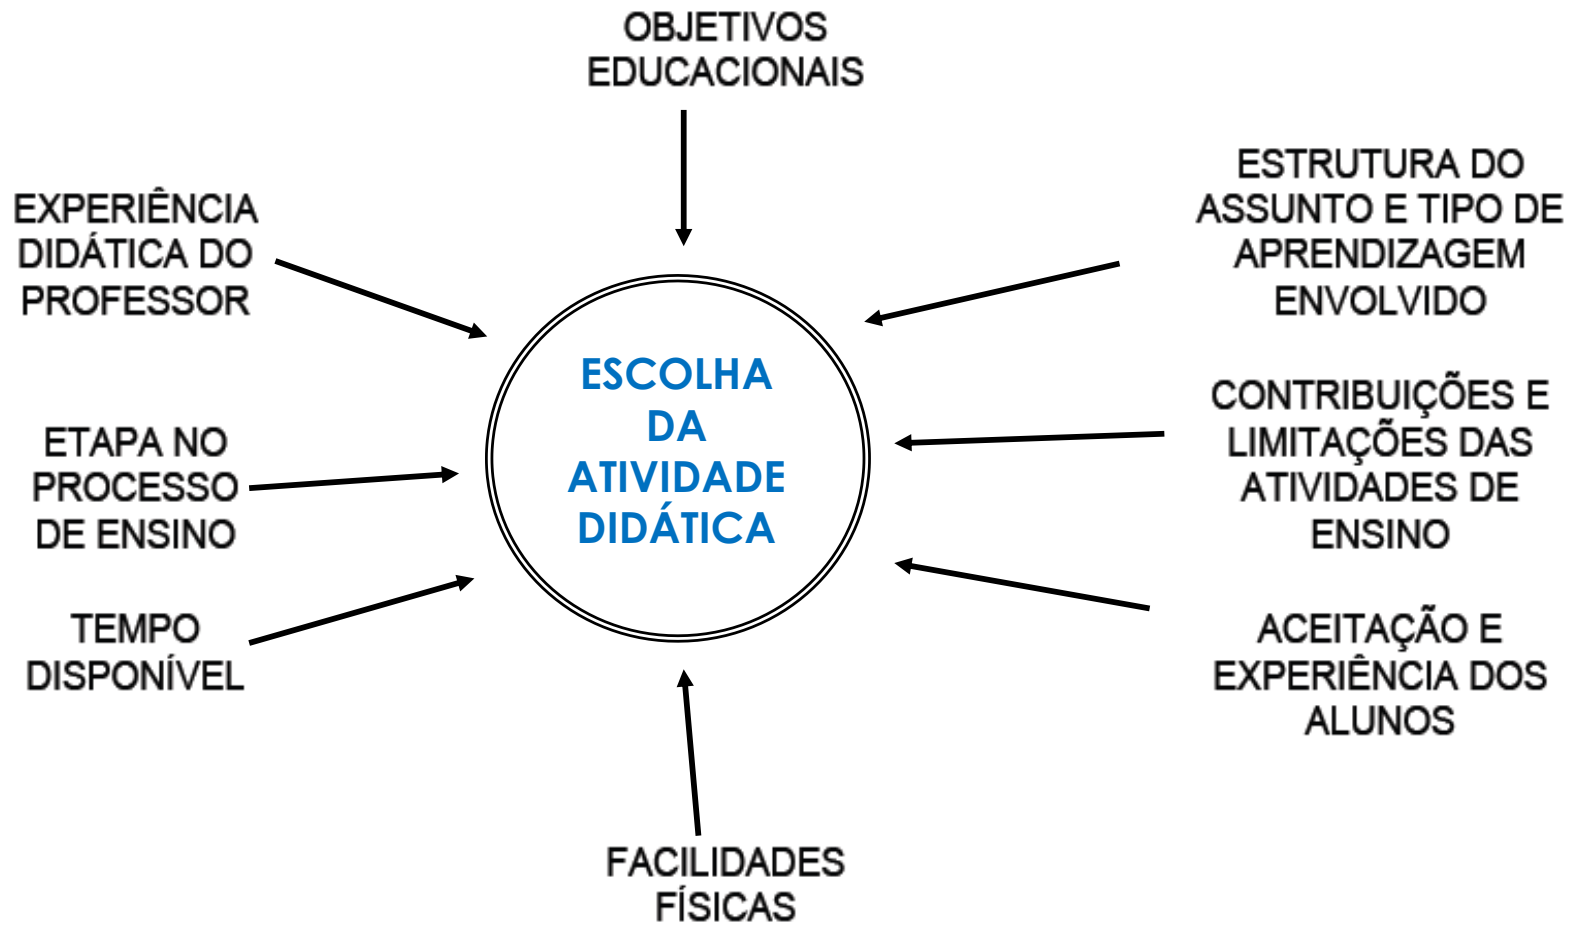 OBJETIVOS
EDUCACIONAIS
EXPERIÊNCIA
DIDÁTICA DO
PROFESSOR
ESTRUTURA DO
ASSUNTO E TIPO DE
APRENDIZAGEM
ENVOLVIDO
ESCOLHA
DA
ATIVIDADE
DIDÁTICA
ETAPA NO
PROCESSO
DE ENSINO
CONTRIBUIÇÕES E
LIMITAÇÕES DAS
ATIVIDADES DE
ENSINO
TEMPO
DISPONÍVEL
ACEITAÇÃO E
EXPERIÊNCIA DOS
ALUNOS
FACILIDADES
FÍSICAS